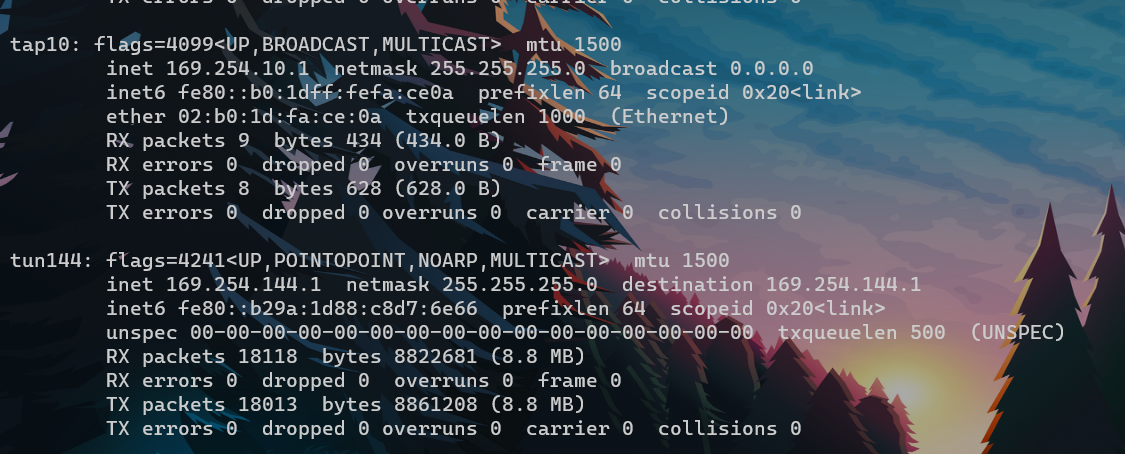 TX errors 0  dropped 0 overruns 0  carrier 0  collisions 0
tap10: flags=4099<UP,BROADCAST,MULTICAST>  mtu 1500
inet 169.254.10.1  netmask 255.255.255.0  broadcast 0.0.0.0
inet6 fe80::b0:1dff:fefa:ce0a  prefixlen 64  scopeid 0x20<link>
ether 02:b0:1d:fa:ce:0a  txqueuelen 1000  (Ethernet)
RX packets 9  bytes 434 (434.0 B)
RX errors 0  dropped 0  overruns 0  frame 0
TX packets 8  bytes 628 (628.0 B)
TX errors 0  dropped 0 overruns 0  carrier 0  collisions 0
tun144: flags=4241<UP,POINTOPOINT,NOARP,MULTICAST>  mtu 1500
inet 169.254.144.1  netmask 255.255.255.0  destination 169.254.144.1
inet6 fe80::b29a:1d88:c8d7:6e66  prefixlen 64  scopeid 0x20<link>
unspec 00-00-00-00-00-00-00-00-00-00-00-00-00-00-00-00  txqueuelen 500  (UNSPEC)
RX packets 18118  bytes 8822681 (8.8 MB)
RX errors 0  dropped 0  overruns 0  frame 0
TX packets 18013  bytes 8861208 (8.8 MB)
TX errors 0  dropped 0 overruns 0  carrier 0  collisions 0